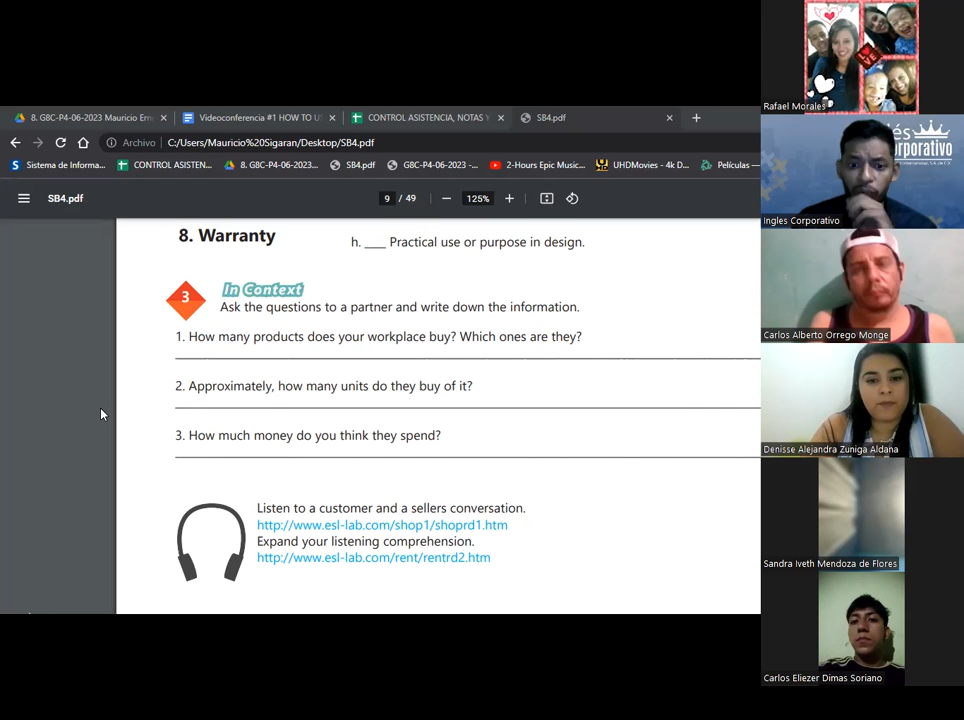 8. G8C-P4-06-2023 Mauricio Ern
Videoconferencia #1 HOW TO U
CONTROL ASISTENCIA, NOTAS Y
SB4.pdf
Archivo
C:/Users/Mauricio%20Sigaran/Desktop/SB4.pdf
Sistema de Informa...
CONTROL ASISTEN...
8. G8C-P4-06-2023...
SB4.pdf
G8C-P4-06-2023 -...
2-Hours Epic Music...
UHDMovies - 4k D...
Películas
SB4.pdf
9 / 49
125%
8. Warranty
h. ___ Practical use or purpose in design.
3
In Context
Ask the questions to a partner and write down the information.
1. How many products does your workplace buy? Which ones are they?
2. Approximately, how many units do they buy of it?
3. How much money do you think they spend?
Listen to a customer and a sellers conversation.
http://www.esl-lab.com/shop1/shoprd1.htm
Expand your listening comprehension.
http://www.esl-lab.com/rent/rentrd2.htm
LOVE
Rafael Morales
Ingles Corporativo
Carlos Alberto Orrego Monge
Denisse Alejandra Zuniga Aldana
Sandra Iveth Mendoza de Flores
Carlos Eliezer Dimas Soriano